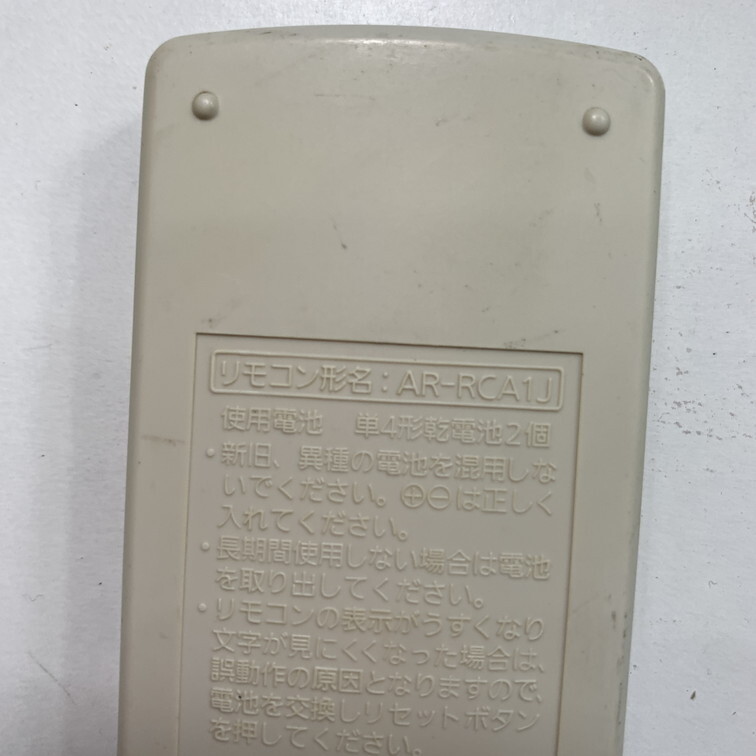 リモコン形名：AR-RCA1J
使用電池　単4形乾電池2個
・新旧、異種の電池を混用しな
いでください。⊕⊖は正しく
入れてください。
・長期間使用しない場合は電池
を取り出してください。
・リモコンの表示がうすくなり
文字が見にくくなった場合は、
誤動作の原因となりますので、
電池を交換しリセットボタン
を押してください。